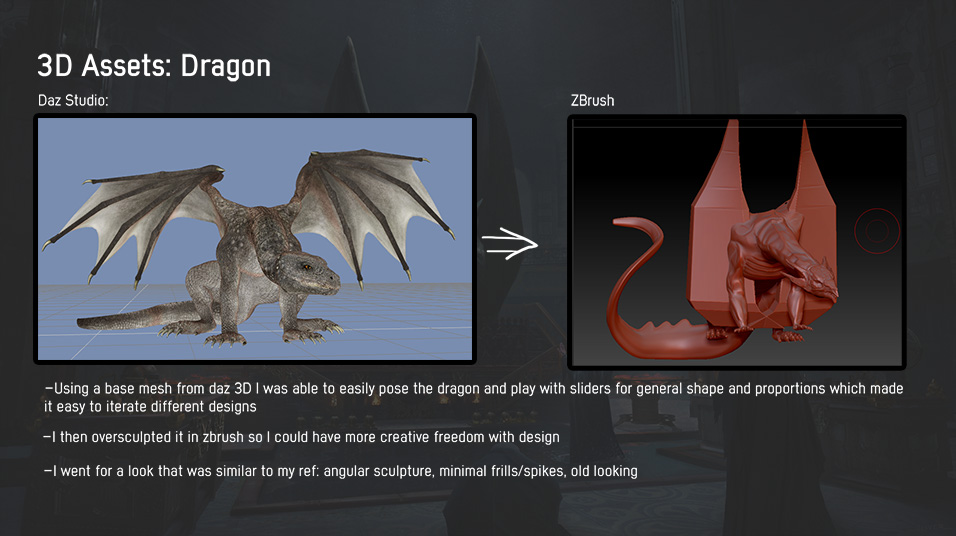 3D Assets: Dragon
Daz Studio:
ZBrush
-Using a base mesh from daz 3D I was able to easily pose the dragon and play with sliders for general shape and proportions which made
it easy to iterate different designs
-I then oversculpted it in zbrush so I could have more creative freedom with design
-I went for a look that was similar to my ref: angular sculpture, minimal frills/spikes, old looking